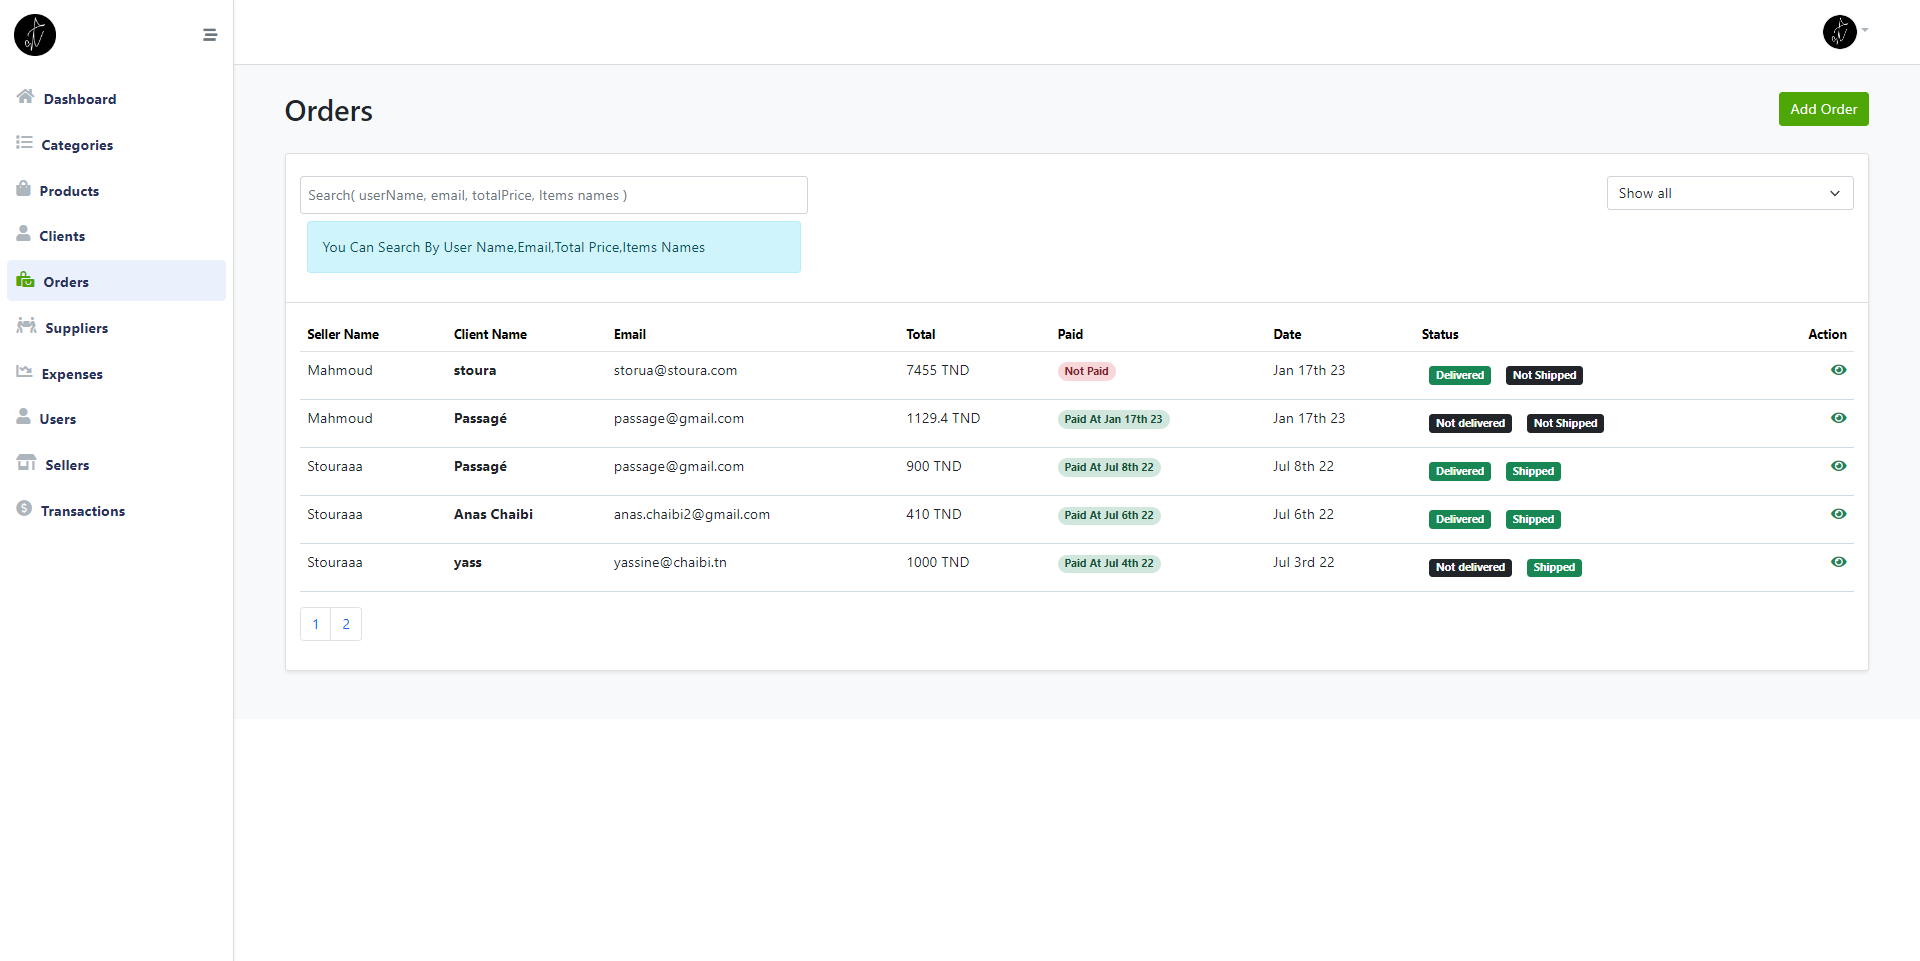 Dashboard
Categories
Products
Clients
Orders
Suppliers
Expenses
Users
Sellers
Transactions
Orders
Add Order
Search( userName, email, totalPrice, Items names )
Show all
You Can Search By User Name,Email,Total Price,Items Names
Seller Name Client Name Email Total Paid Date Status Action
Mahmoud stoura storua@stoura.com 7455 TND Not Paid Jan 17th 23 Delivered Not Shipped
Mahmoud Passagé passage@gmail.com 1129.4 TND Paid At Jan 17th 23 Jan 17th 23 Not delivered Not Shipped
Stouraaa Passagé passage@gmail.com 900 TND Paid At Jul 8th 22 Jul 8th 22 Delivered Shipped
Stouraaa Anas Chaibi anas.chaibi2@gmail.com 410 TND Paid At Jul 6th 22 Jul 6th 22 Delivered Shipped
Stouraaa yass yassine@chaibi.tn 1000 TND Paid At Jul 4th 22 Jul 3rd 22 Not delivered Shipped
1 2